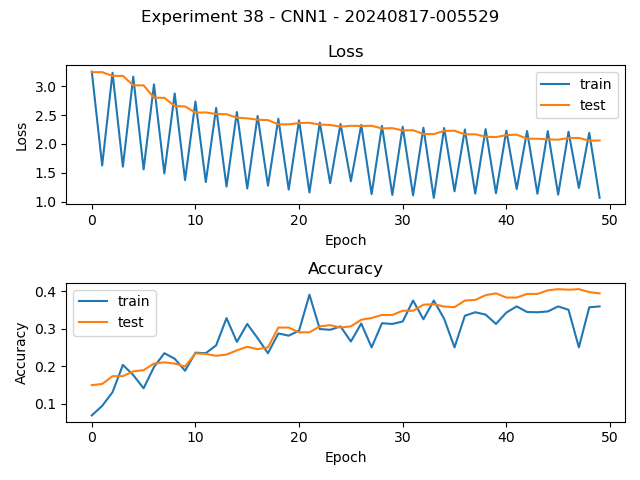 Experiment 38 - CNN1 - 20240817-005529
Loss
3.0
2.5
2.0
1.5
1.0
Loss
train
test
0 10 20 30 40 50
Epoch
Accuracy
0.4
0.3
0.2
0.1
Accuracy
train
test
0 10 20 30 40 50
Epoch